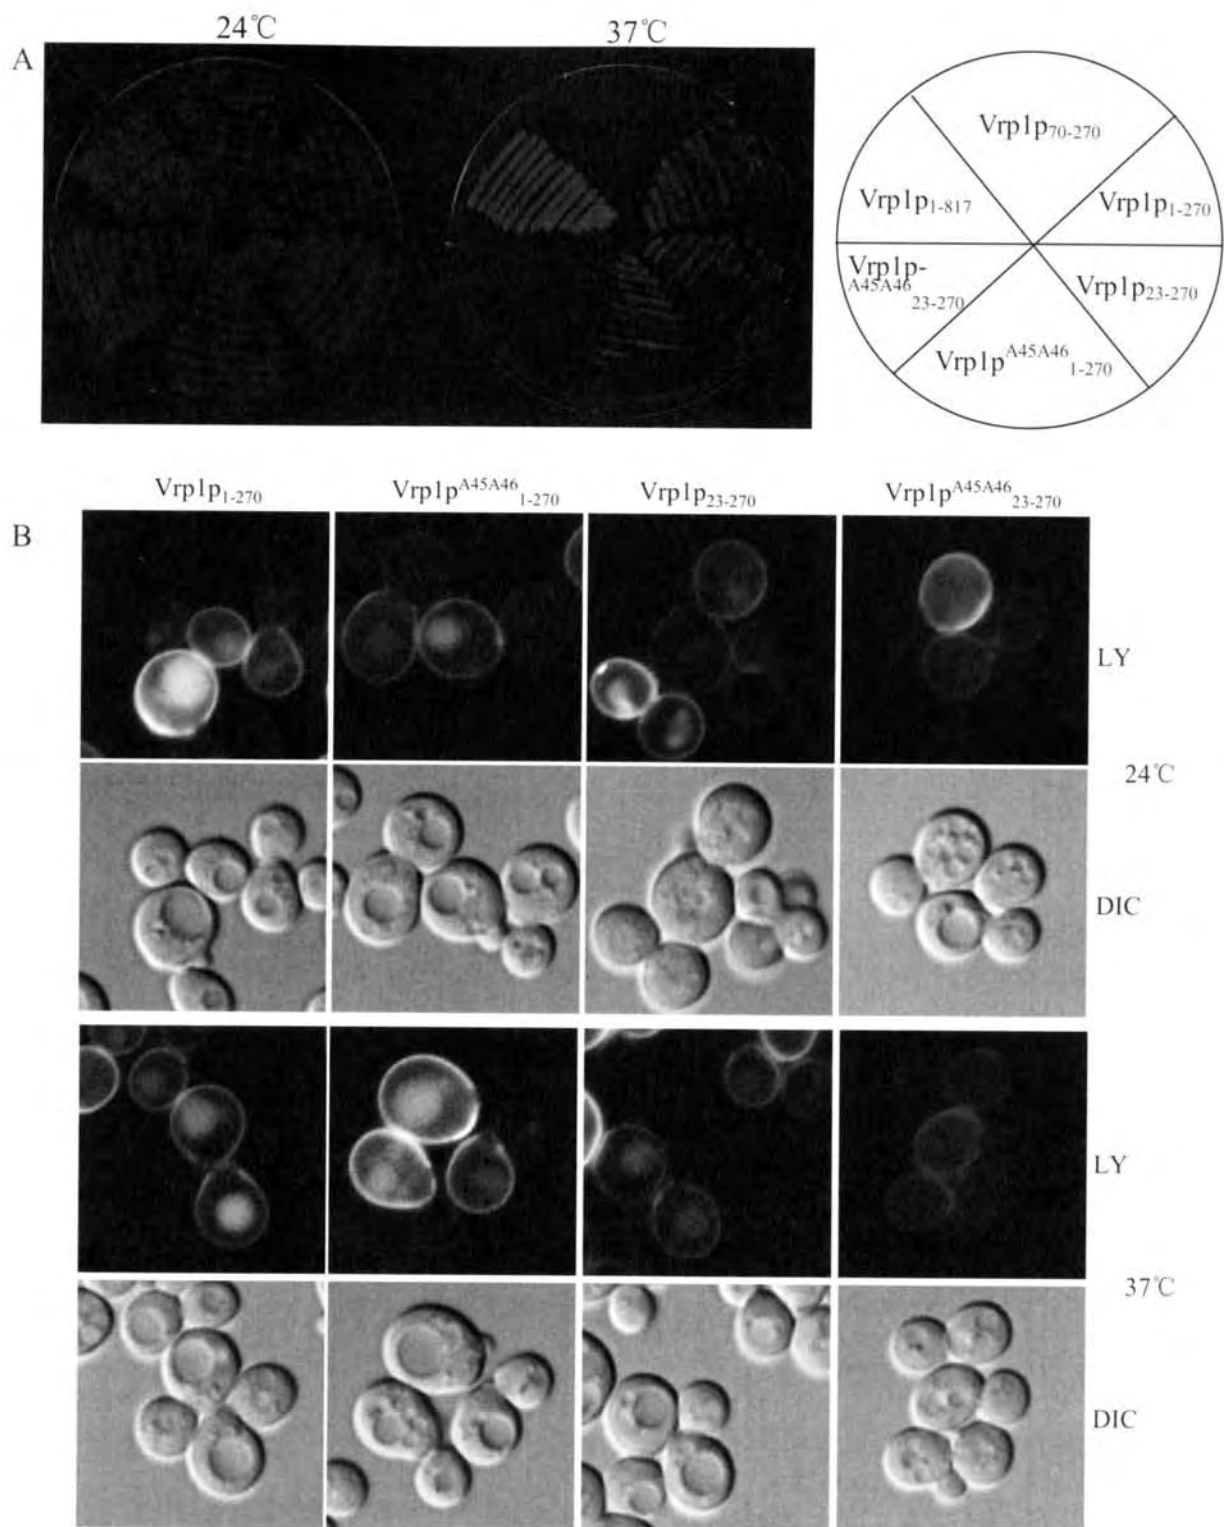 24℃ 37℃
A
Vrp1p70-270
Vrp1p1-817
Vrp1p1-270
Vrp1p-
A45A46 23-270
Vrp1p23-270
Vrp1pA45A46 1-270
Vrp1p1-270 Vrp1pA45A46 1-270 Vrp1p23-270 Vrp1pA45A46 23-270
B
LY
24℃
DIC
LY
37℃
DIC